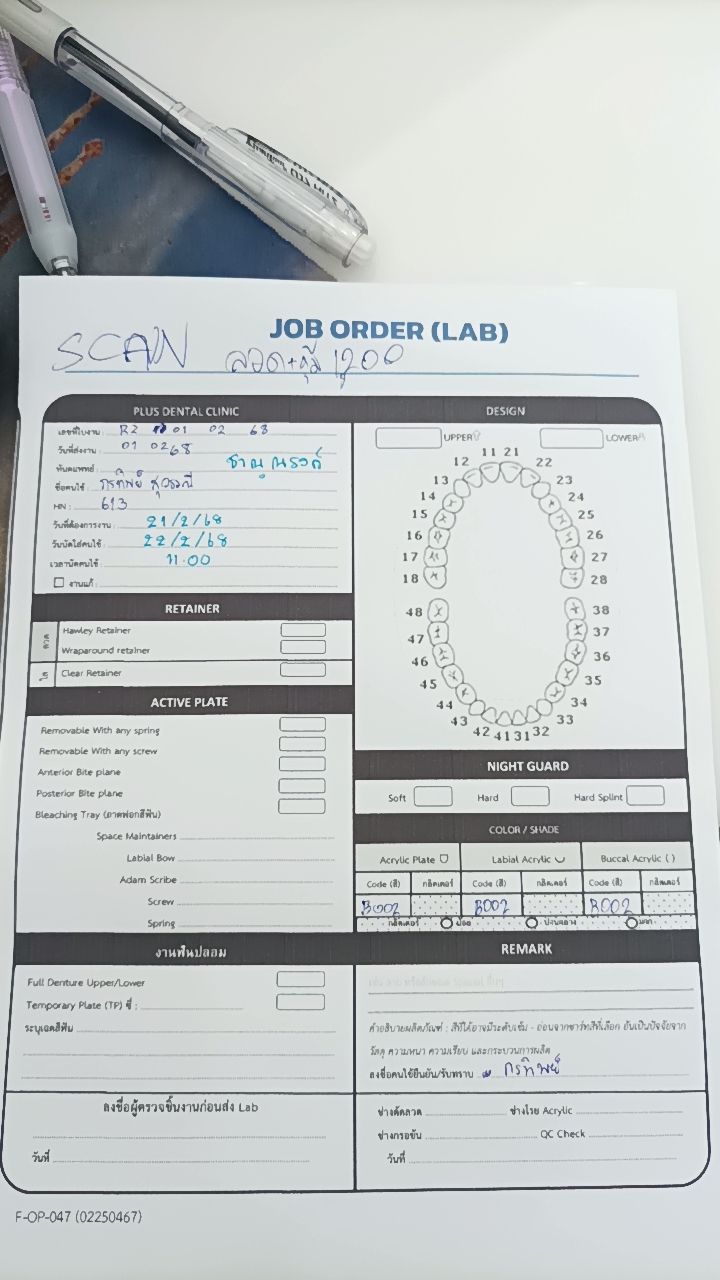 JOB ORDER (LAB)
SCAN ลวด+หุ้ม 1200
PLUS DENTAL CLINIC
เลขที่ใบงาน : R2 01 02 68
วันที่ส่งงาน : 01 0268
ทันตแพทย์ :
ชื่อคนไข้ : กรทิพย์
HN : 613
วันที่ต้องการงาน : 21/2/68
วันนัดใส่คนไข้ : 22/2/68
เวลานัดคนไข้ : 11.00
งานแก้ :
RETAINER
ลวด
Hawley Retainer
Wraparound retainer
ใส
Clear Retainer
ACTIVE PLATE
Removable With any spring
Removable With any screw
Anterior Bite plane
Posterior Bite plane
Bleaching Tray (ถาดฟอกสีฟัน)
Space Maintainers
Labial Bow
Adam Scribe
Screw
Spring
งานฟันปลอม
Full Denture Upper/Lower
Temporary Plate (TP) ซี่ :
ระบุเฉดสีฟัน
ลงชื่อผู้ตรวจชิ้นงานก่อนส่ง Lab
วันที่
DESIGN
UPPER
LOWER
11 21
12 22
13 23
14 24
15 25
16 26
17 27
18 28
48 38
47 37
46 36
45 35
44 34
43 33
42 41 31 32
NIGHT GUARD
Soft Hard Hard Splint
COLOR / SHADE
Acrylic Plate Labial Acrylic Buccal Acrylic ( )
Code (สี) กลิตเตอร์ Code (สี) กลิตเตอร์ Code (สี) กลิตเตอร์
B002 B002 B002
กลิตเตอร์ น้อย ปานกลาง มาก
REMARK
คำอธิบายผลิตภัณฑ์ : สีที่ได้อาจมีระดับเข้ม - อ่อนจากชาร์ทสีที่เลือก อันเป็นปัจจัยจาก
วัสดุ ความหนา ความเรียบ และกระบวนการผลิต
ลงชื่อคนไข้ยืนยัน/รับทราบ กรทิพย์
ช่างดัดลวด ช่างโรย Acrylic
ช่างกรอขัน QC Check
วันที่
F-OP-047 (02250467)